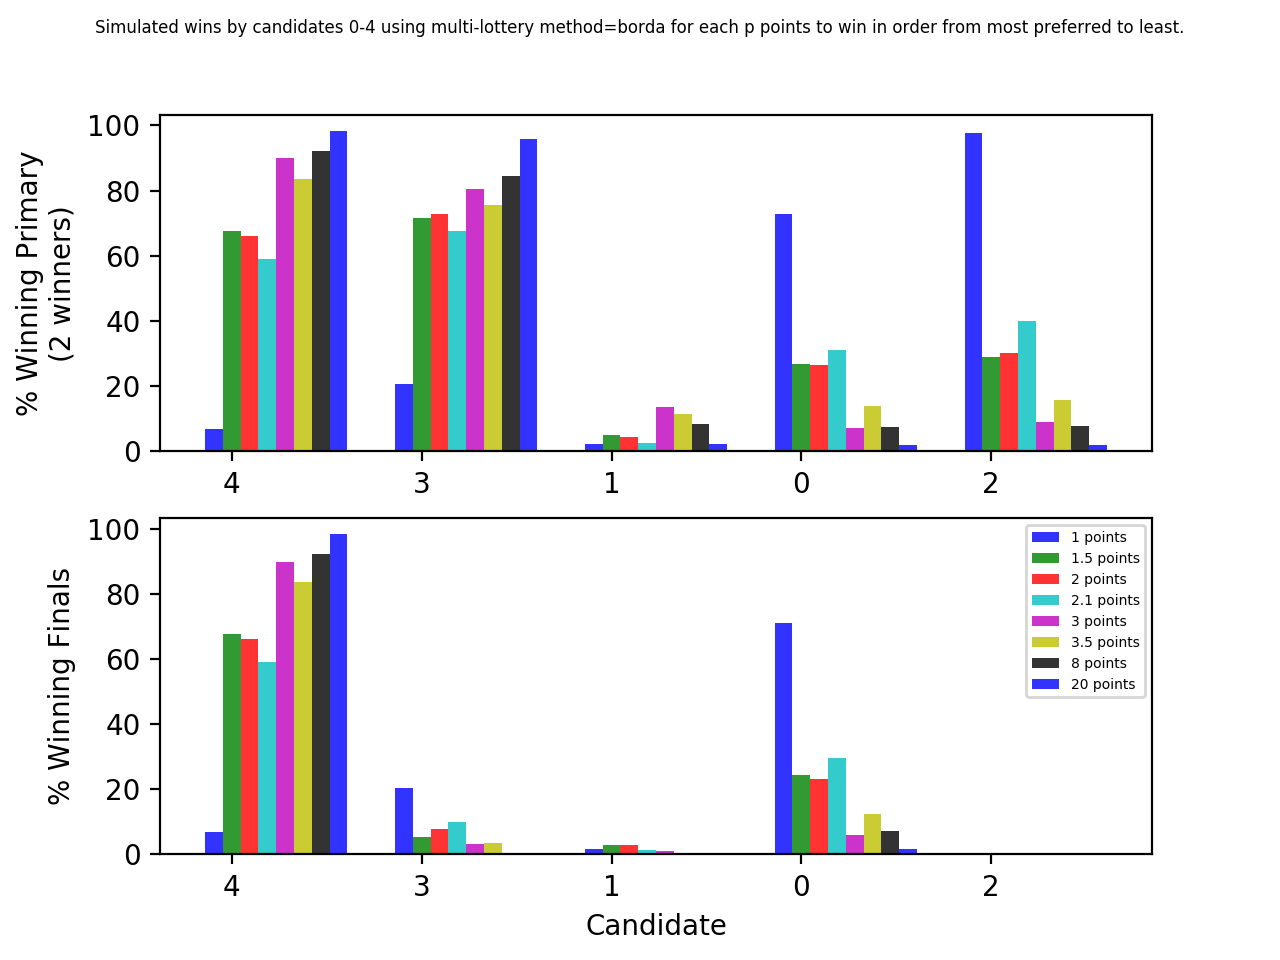 Simulated wins by candidates 0-4 using multi-lottery method=borda for each p points to win in order from most preferred to least.
% Winning Primary
(2 winners)
100
80
60
40
20
0
4 3 1 0 2
% Winning Finals
100
80
60
40
20
0
1 points
1.5 points
2 points
2.1 points
3 points
3.5 points
8 points
20 points
4 3 1 0 2
Candidate